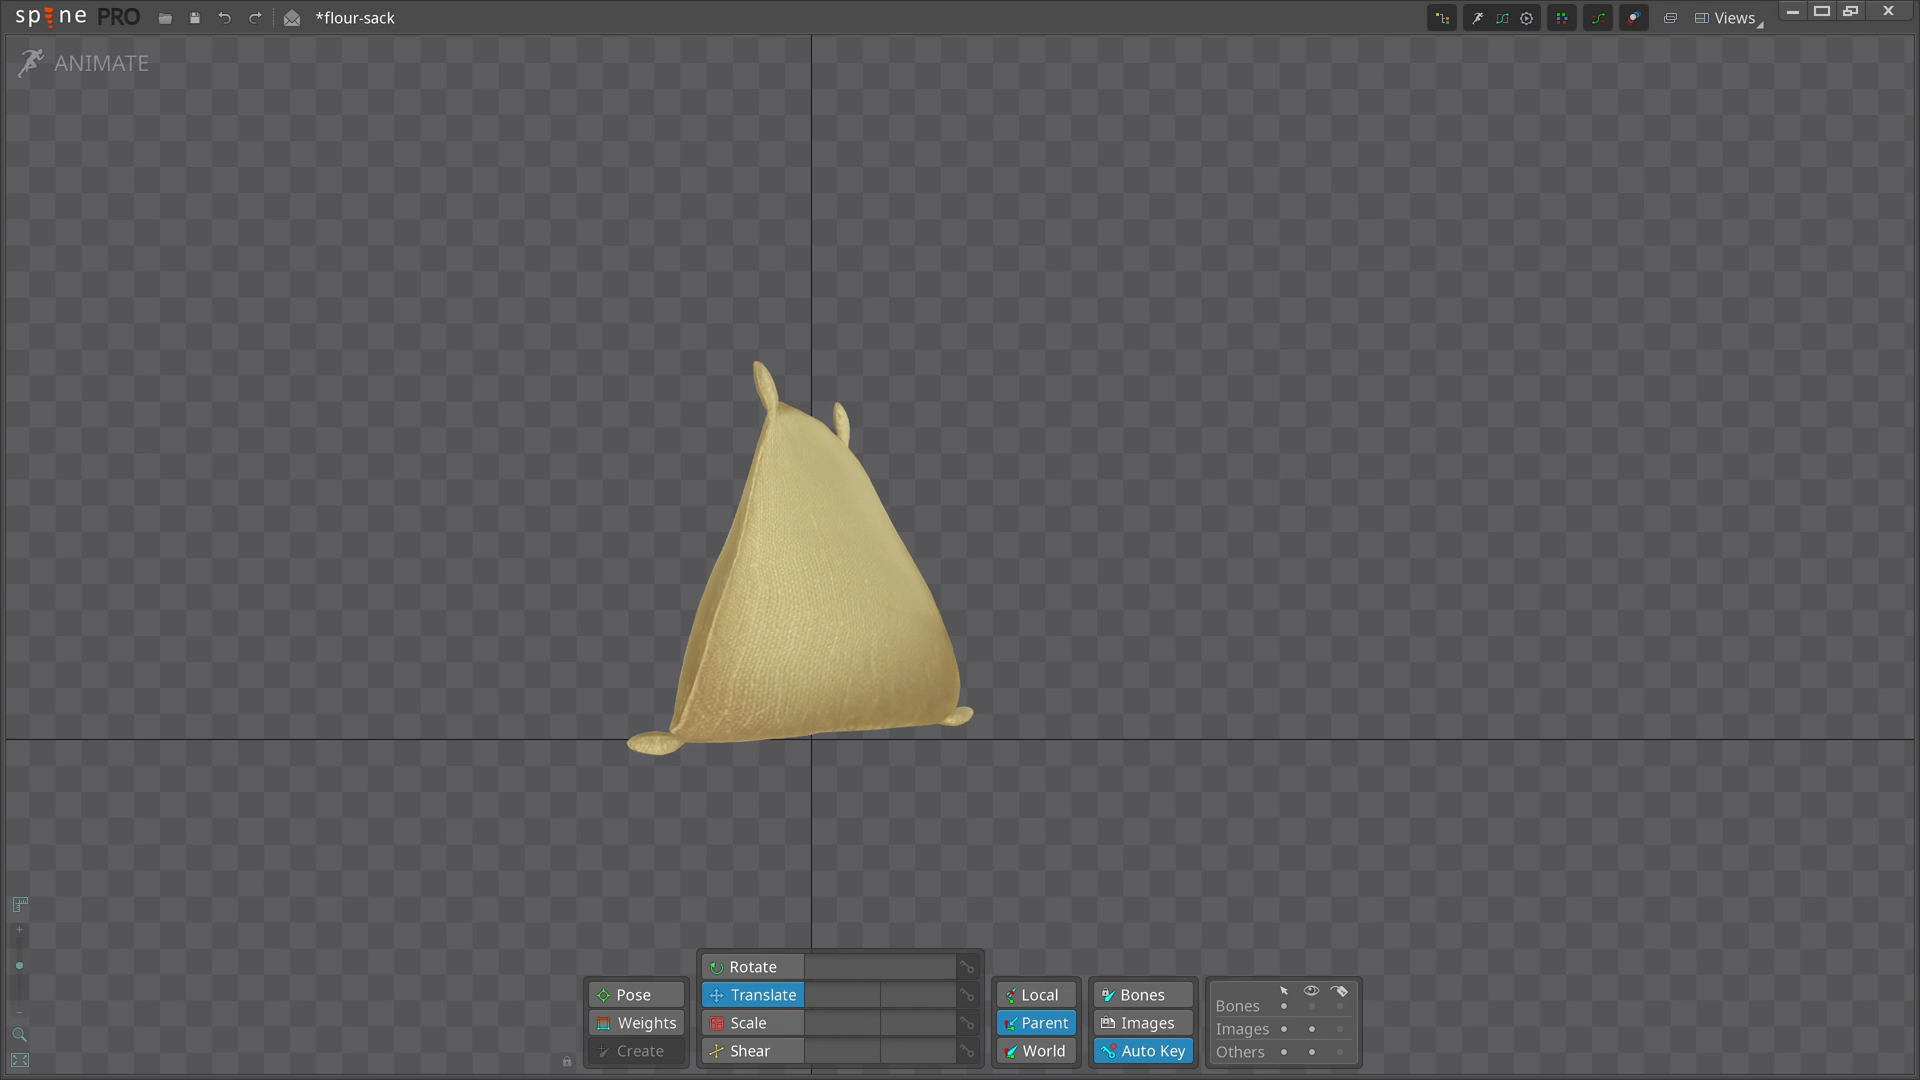 spine PRO
*flour-sack
Views
ANIMATE
Rotate
Pose
Translate
Local
Bones
Weights
Scale
Parent
Images
Create
Shear
World
Auto Key
Bones
Images
Others